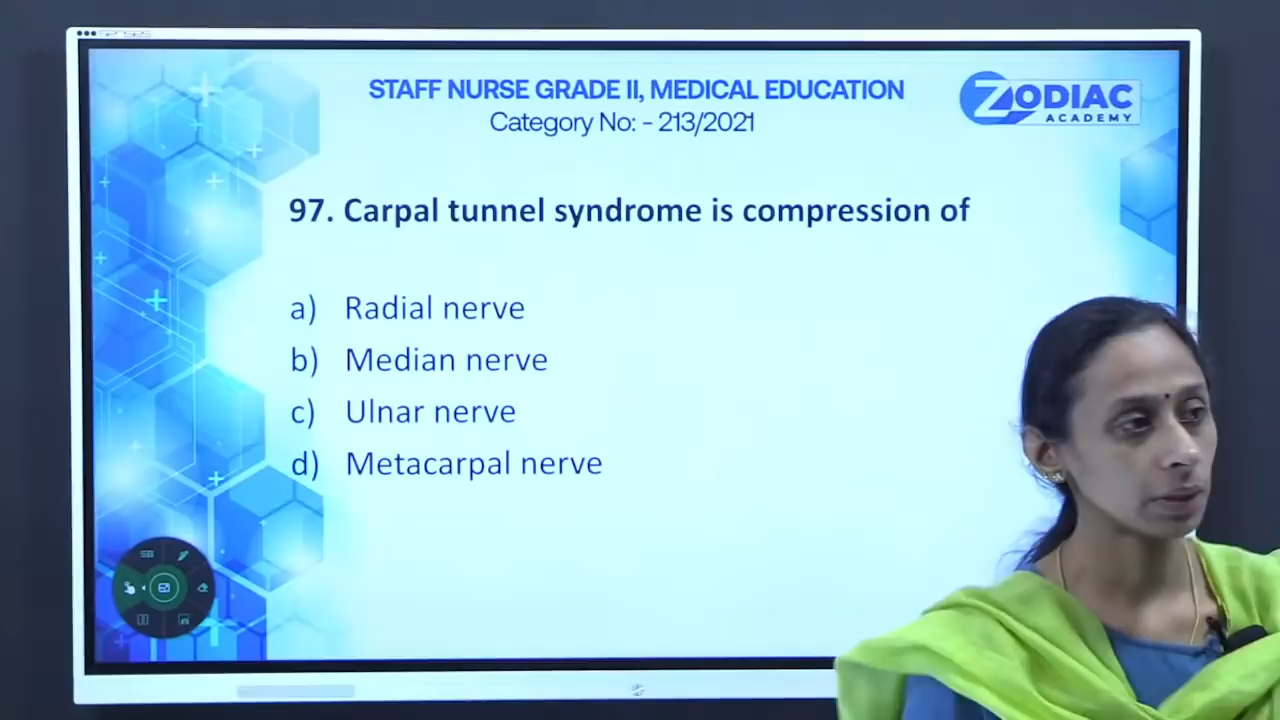 STAFF NURSE GRADE II, MEDICAL EDUCATION
Category No: - 213/2021
ZODIAC
ACADEMY
97. Carpal tunnel syndrome is compression of
a) Radial nerve
b) Median nerve
c) Ulnar nerve
d) Metacarpal nerve